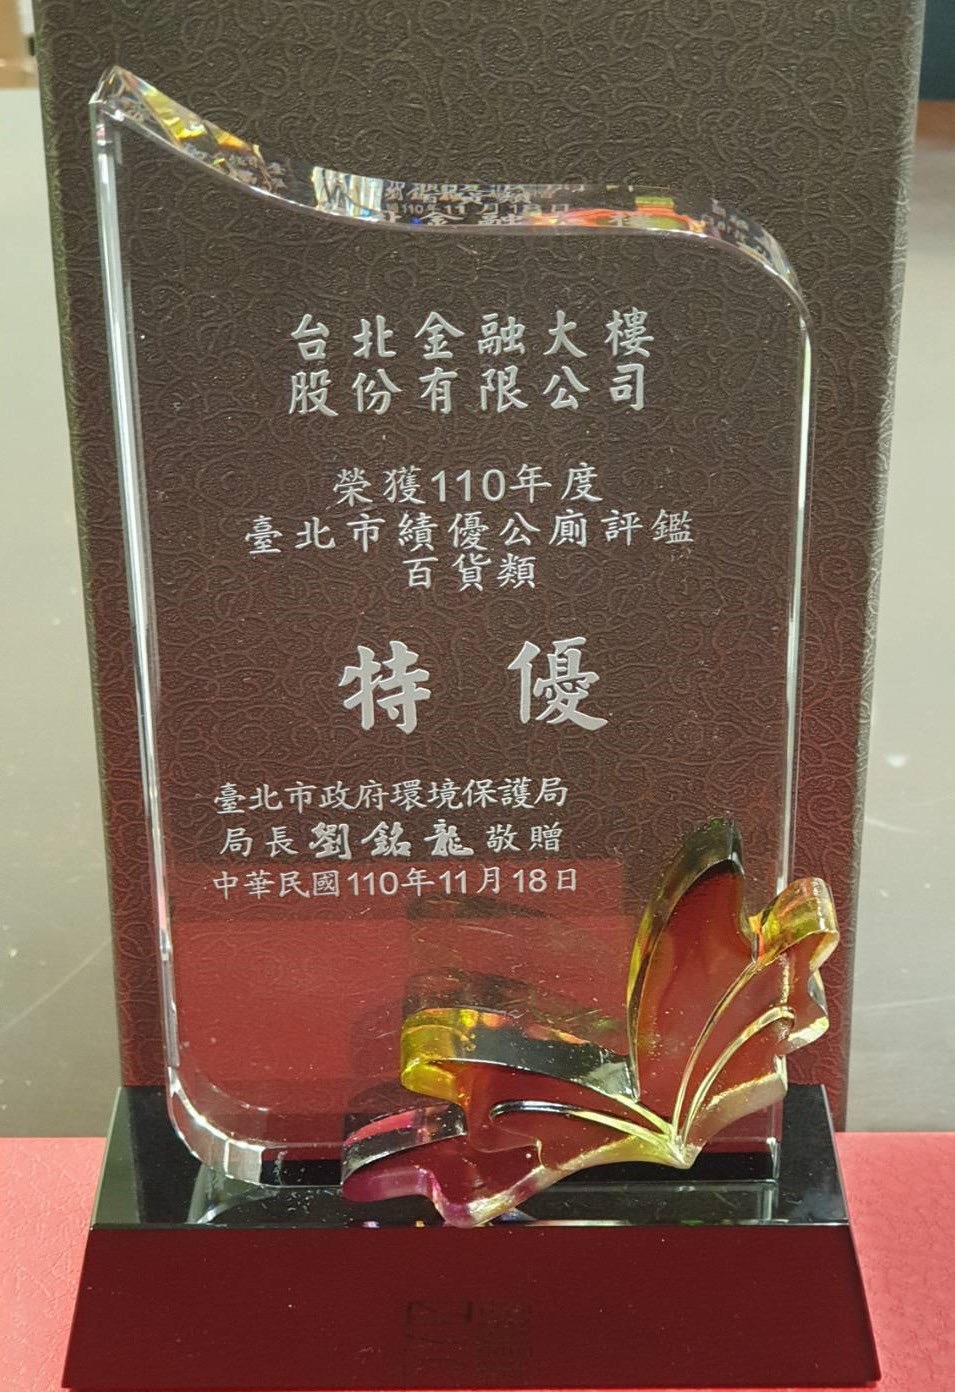 台北金融大樓
股份有限公司
榮獲110年度
臺北市績優公廁評鑑
百貨類
特優
臺北市政府環境保護局
局長劉銘龍敬贈
中華民國110年11月18日